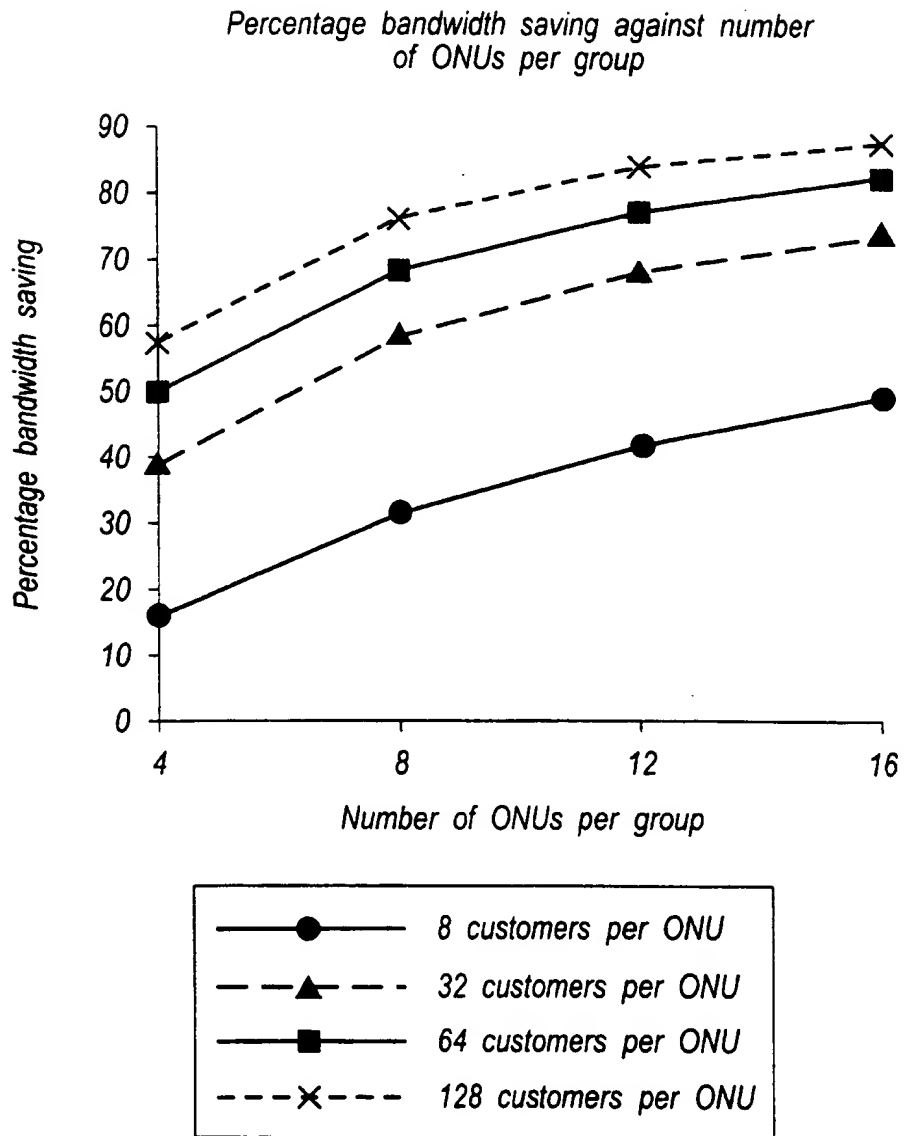 Percentage bandwidth saving against number
of ONUs per group
Percentage bandwidth saving
90
80
70
60
50
40
30
20
10
0
4 8 12 16
Number of ONUs per group
8 customers per ONU
32 customers per ONU
64 customers per ONU
128 customers per ONU